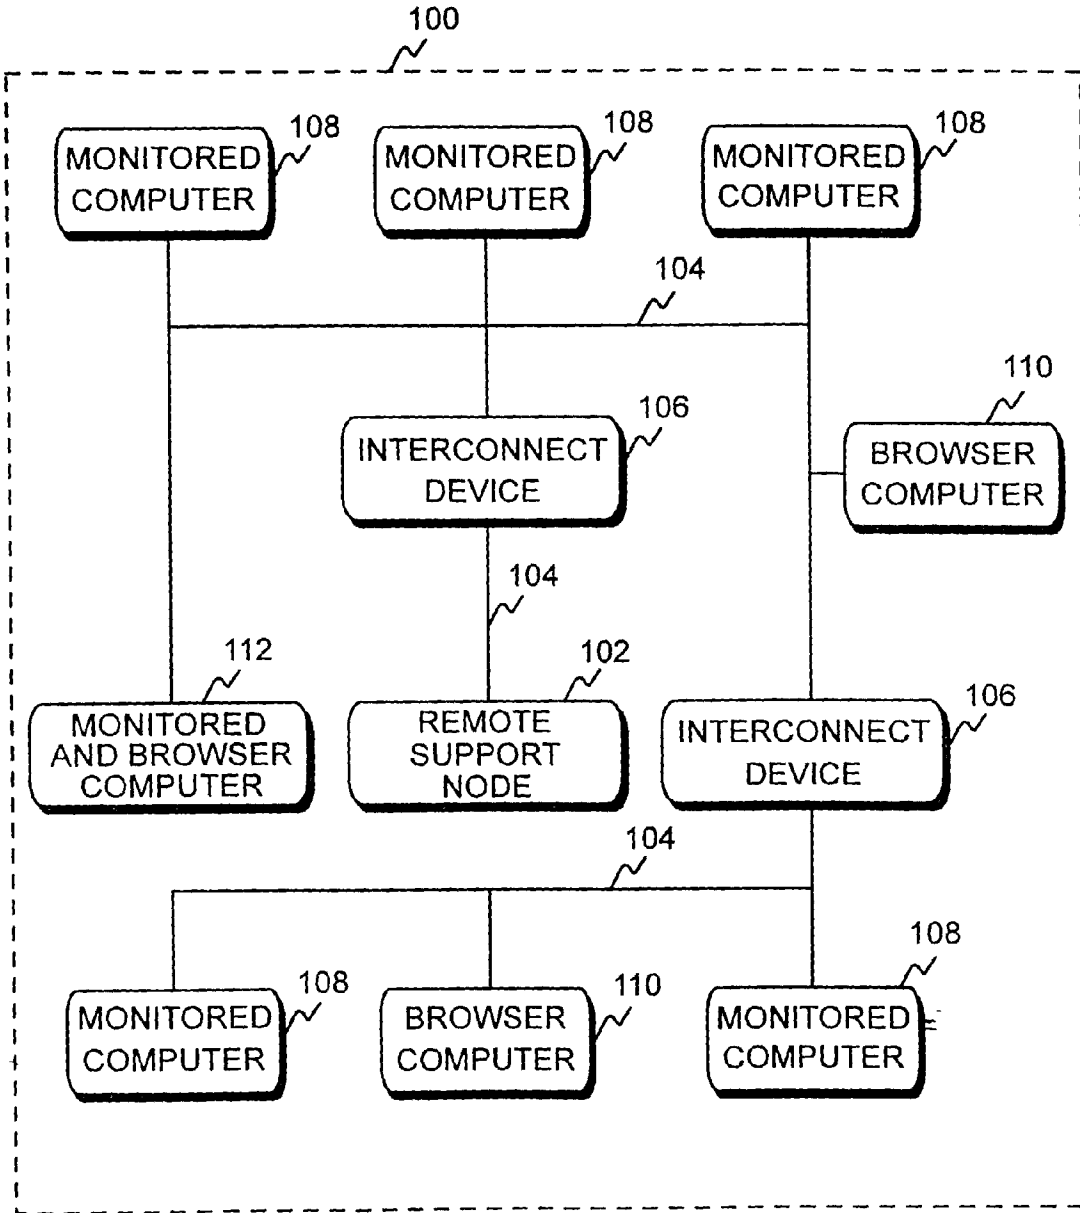 100
108
108
108
MONITORED
COMPUTER
MONITORED
COMPUTER
MONITORED
COMPUTER
104
110
106
INTERCONNECT
DEVICE
BROWSER
COMPUTER
104
112
102
106
MONITORED
AND BROWSER
COMPUTER
REMOTE
SUPPORT
NODE
INTERCONNECT
DEVICE
104
108
108
110
MONITORED
COMPUTER
BROWSER
COMPUTER
MONITORED
COMPUTER